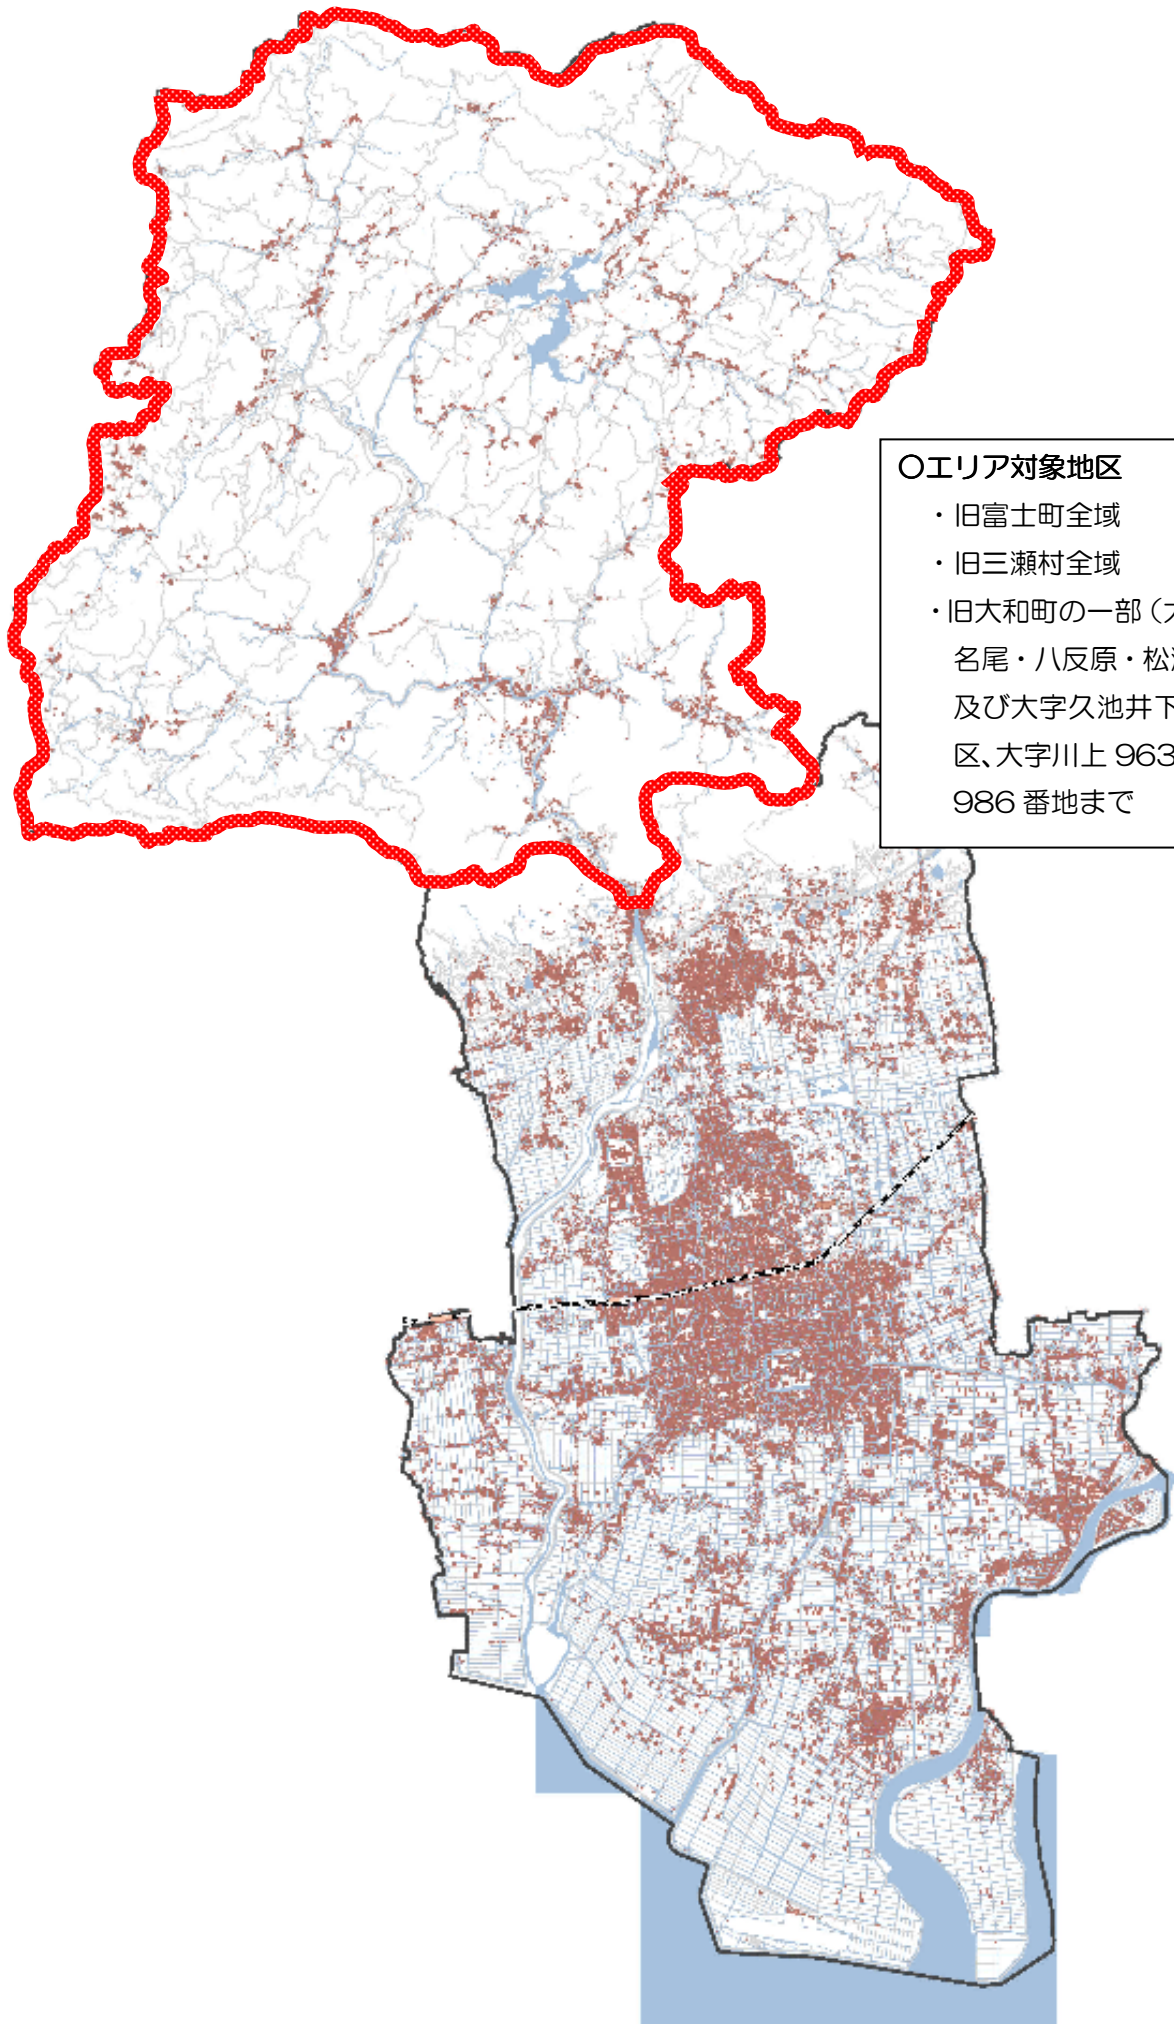 〇エリア対象地区
・旧富士町全域
・旧三瀬村全域
・旧大和町の一部（
名尾・八反原・松
及び大字久池井下
区、大字川上 963
986 番地まで